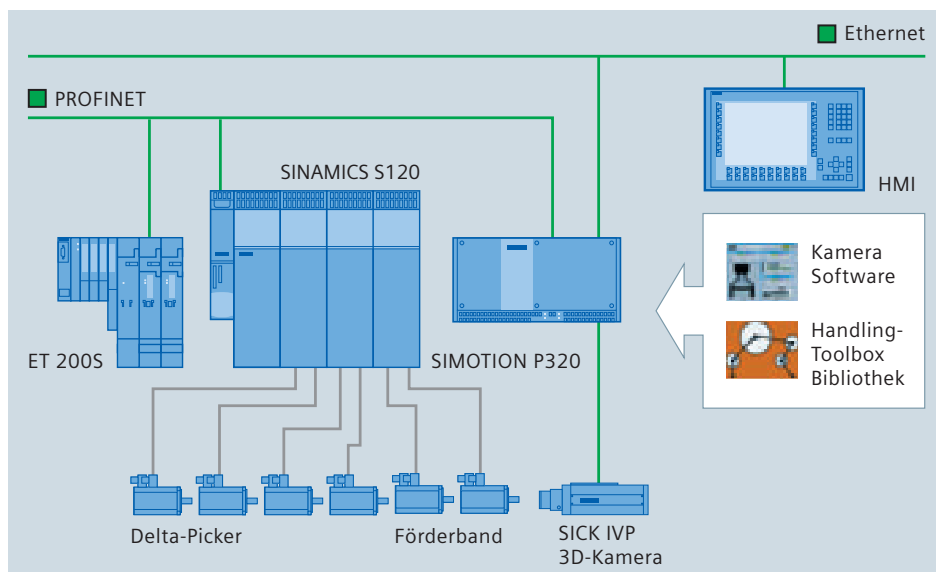 Ethernet
PROFINET
SINAMICS S120
HMI
Kamera
Software
ET 200S
SIMOTION P320
Handling-
Toolbox
Bibliothek
Delta-Picker
Förderband
SICK IVP
3D-Kamera